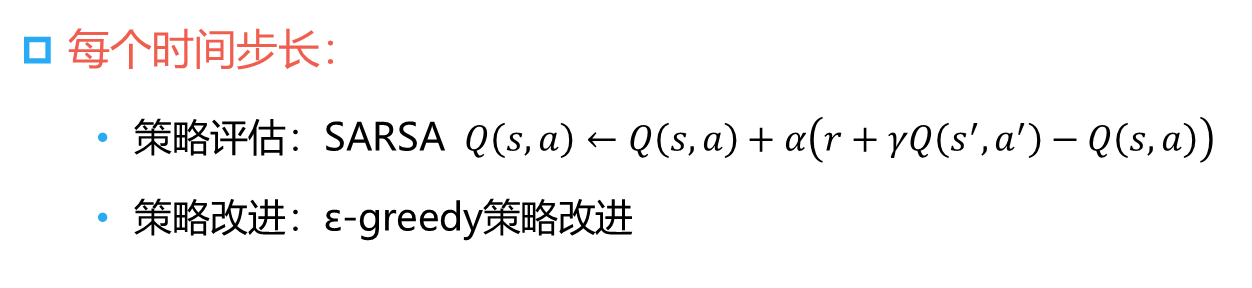 每个时间步长：
• 策略评估：SARSA Q(s, a) ← Q(s, a) + α(r + γQ(s′, a′) − Q(s, a))
• 策略改进：ε-greedy策略改进